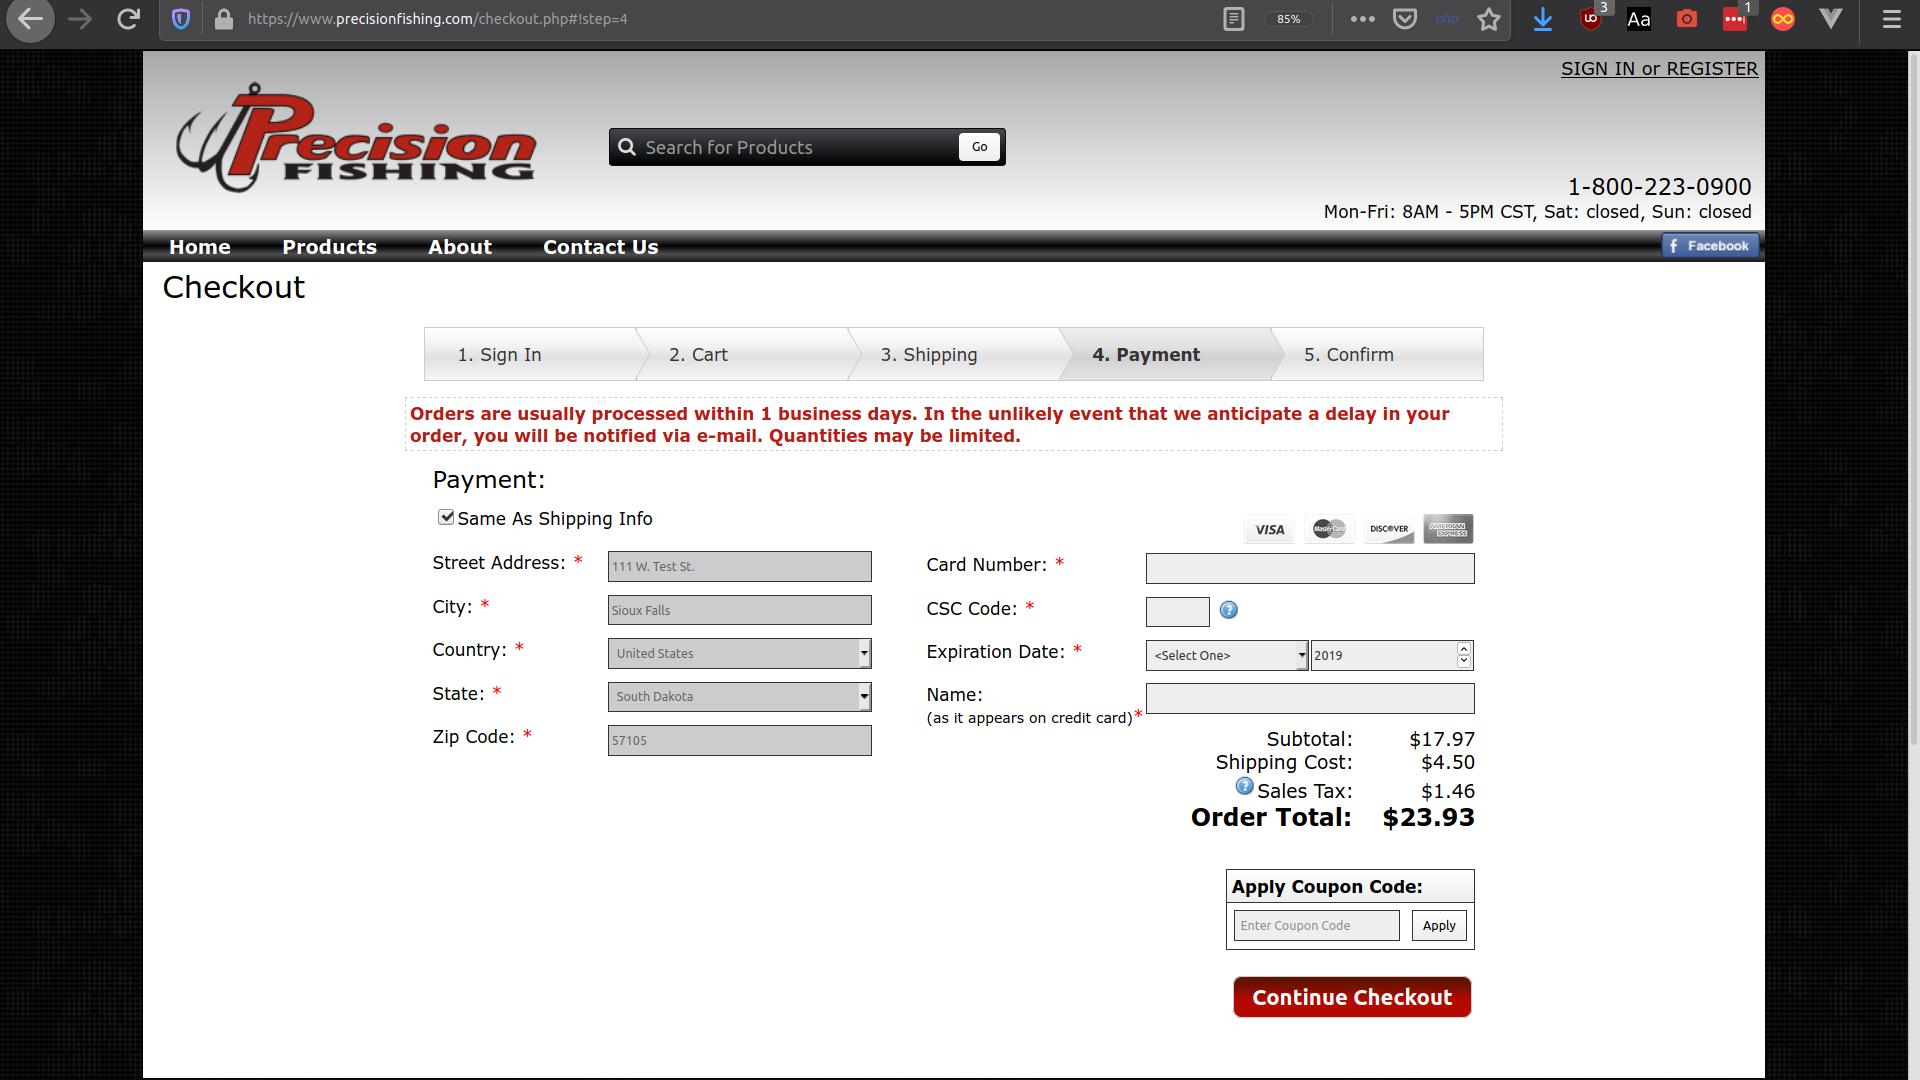 https://www.precisionfishing.com/checkout.php#!step=4
85%
php
3
Aa
1
SIGN IN or REGISTER
Precision
FISHING
Search for Products
Go
1-800-223-0900
Mon-Fri: 8AM - 5PM CST, Sat: closed, Sun: closed
Home Products About Contact Us
f Facebook
Checkout
1. Sign In
2. Cart
3. Shipping
4. Payment
5. Confirm
Orders are usually processed within 1 business days. In the unlikely event that we anticipate a delay in your
order, you will be notified via e-mail. Quantities may be limited.
Payment:
Same As Shipping Info
VISA
MasterCard
DISCOVER
AMERICAN
EXPRESS
Street Address: *
111 W. Test St.
City: *
Sioux Falls
Country: *
United States
State: *
South Dakota
Zip Code: *
57105
Card Number: *
CSC Code: *
?
Expiration Date: *
<Select One>
2019
Name:
(as it appears on credit card)*
Subtotal: $17.97
Shipping Cost: $4.50
? Sales Tax: $1.46
Order Total: $23.93
Apply Coupon Code:
Enter Coupon Code
Apply
Continue Checkout